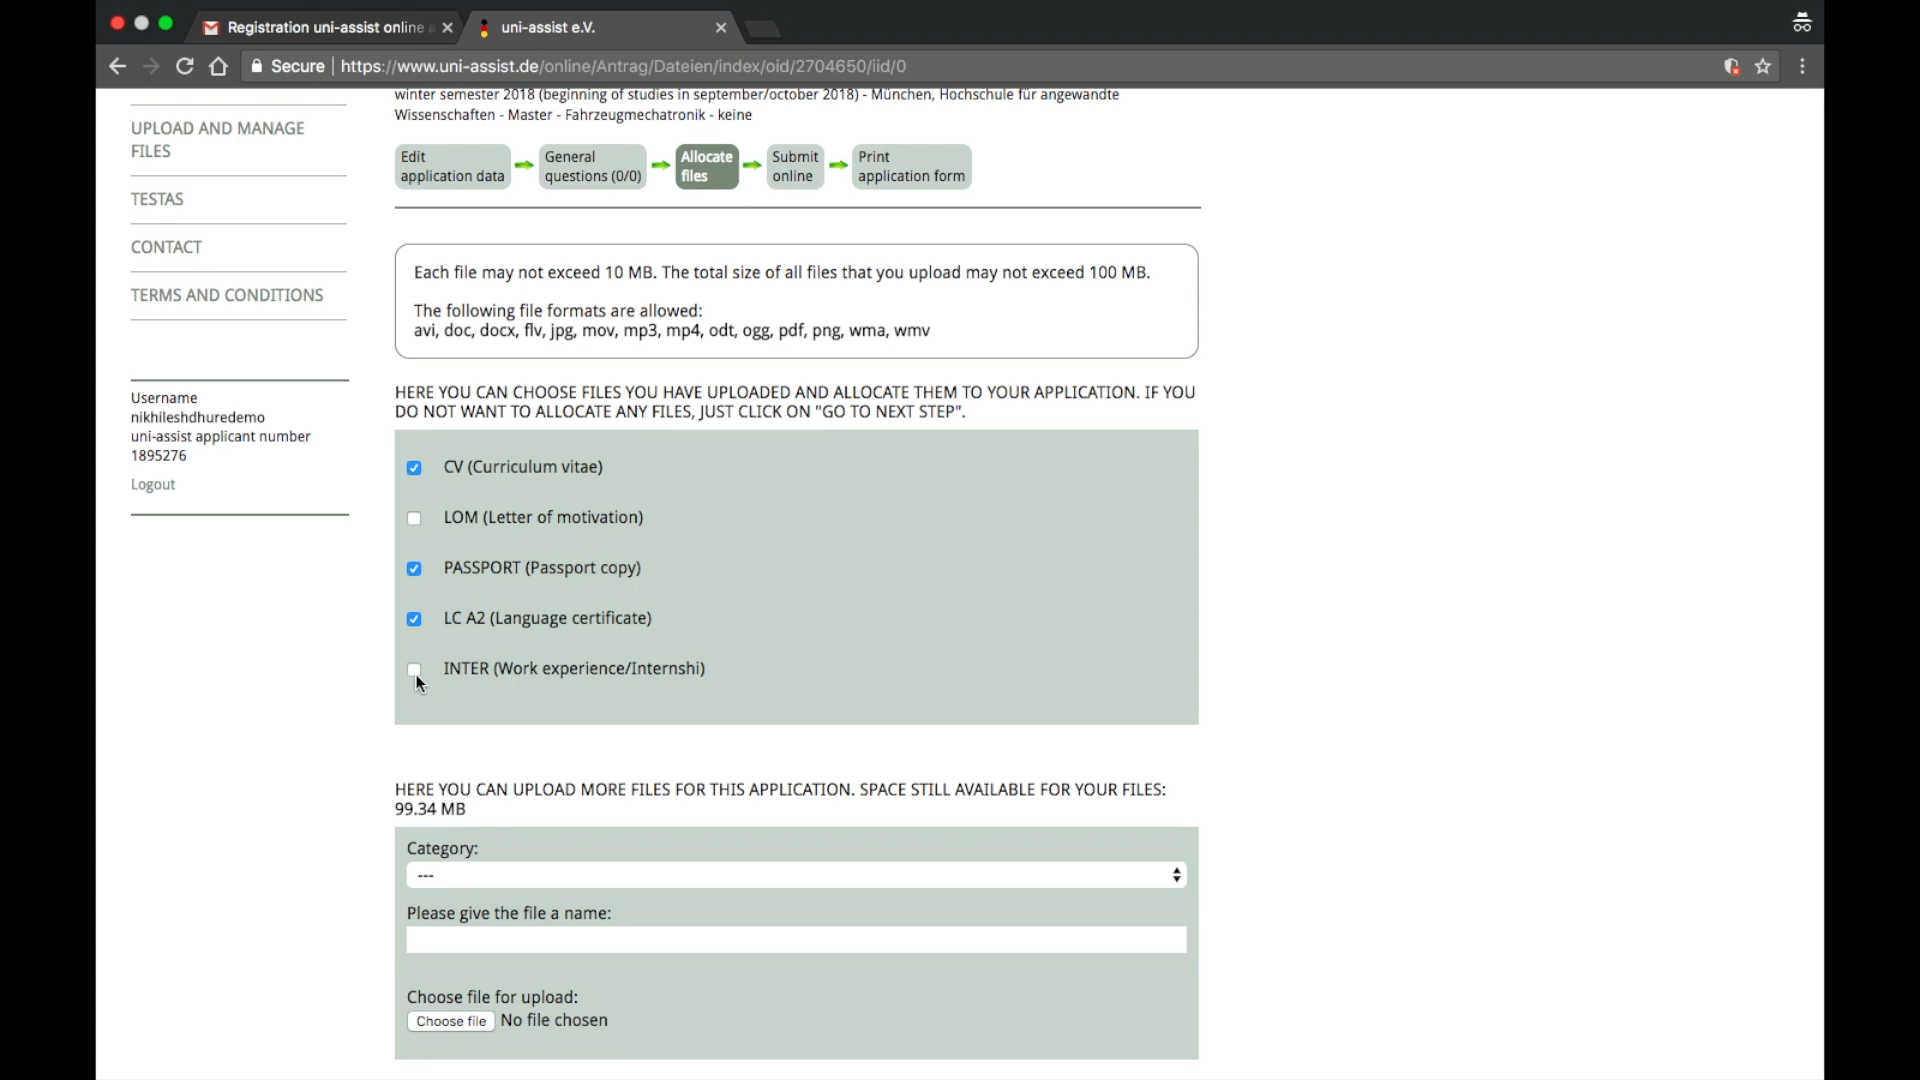 Registration uni-assist online
uni-assist e.V.
Secure
https://www.uni-assist.de/online/Antrag/Dateien/index/oid/2704650/iid/0
UPLOAD AND MANAGE
FILES
TESTAS
CONTACT
TERMS AND CONDITIONS
Username
nikhileshdhuredemo
uni-assist applicant number
1895276
Logout
winter semester 2018 (beginning of studies in september/october 2018) - München, Hochschule für angewandte
Wissenschaften - Master - Fahrzeugmechatronik - keine
Edit
application data
General
questions (0/0)
Allocate
files
Submit
online
Print
application form
Each file may not exceed 10 MB. The total size of all files that you upload may not exceed 100 MB.
The following file formats are allowed:
avi, doc, docx, flv, jpg, mov, mp3, mp4, odt, ogg, pdf, png, wma, wmv
HERE YOU CAN CHOOSE FILES YOU HAVE UPLOADED AND ALLOCATE THEM TO YOUR APPLICATION. IF YOU
DO NOT WANT TO ALLOCATE ANY FILES, JUST CLICK ON "GO TO NEXT STEP".
CV (Curriculum vitae)
LOM (Letter of motivation)
PASSPORT (Passport copy)
LC A2 (Language certificate)
INTER (Work experience/Internshi)
HERE YOU CAN UPLOAD MORE FILES FOR THIS APPLICATION. SPACE STILL AVAILABLE FOR YOUR FILES:
99.34 MB
Category:
---
Please give the file a name:
Choose file for upload:
Choose file No file chosen